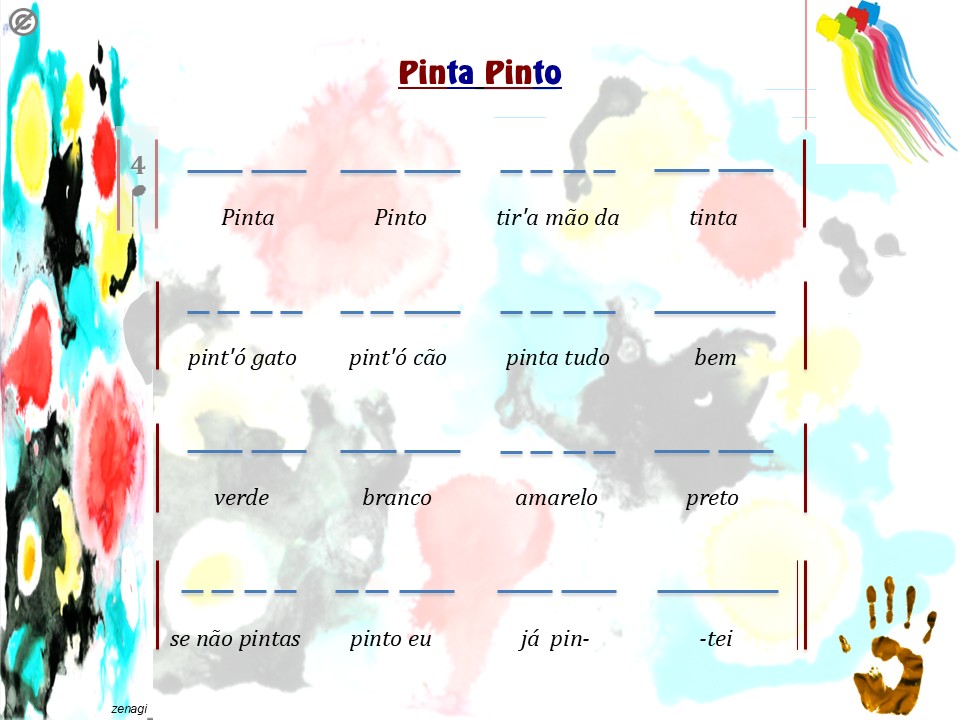 Pinta Pinto
4
Pinta Pinto tir'a mão da tinta
pint'ó gato pint'ó cão pinta tudo bem
verde branco amarelo preto
se não pintas pinto eu já pin- -tei
zenagi